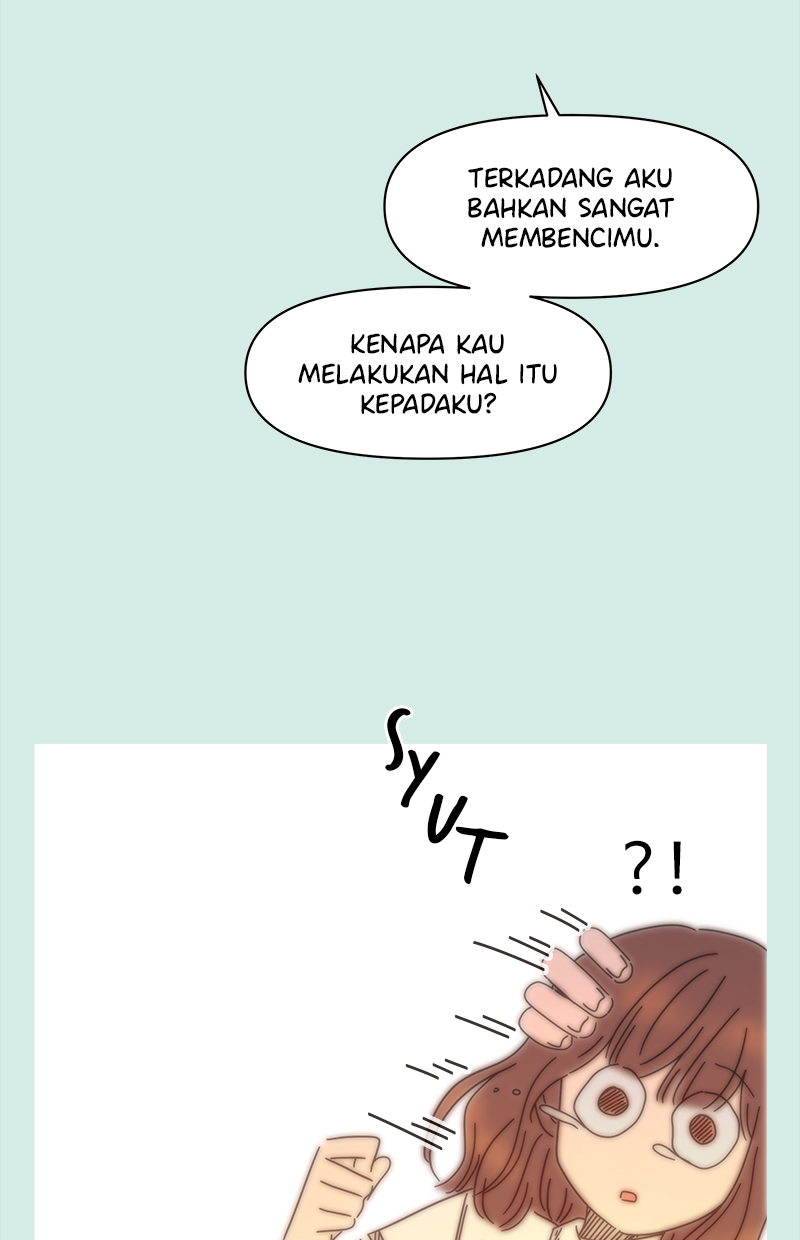 TERKADANG AKU
BAHKAN SANGAT
MEMBENCIMU.
KENAPA KAU
MELAKUKAN HAL ITU
KEPADAKU?
SYUT
?!